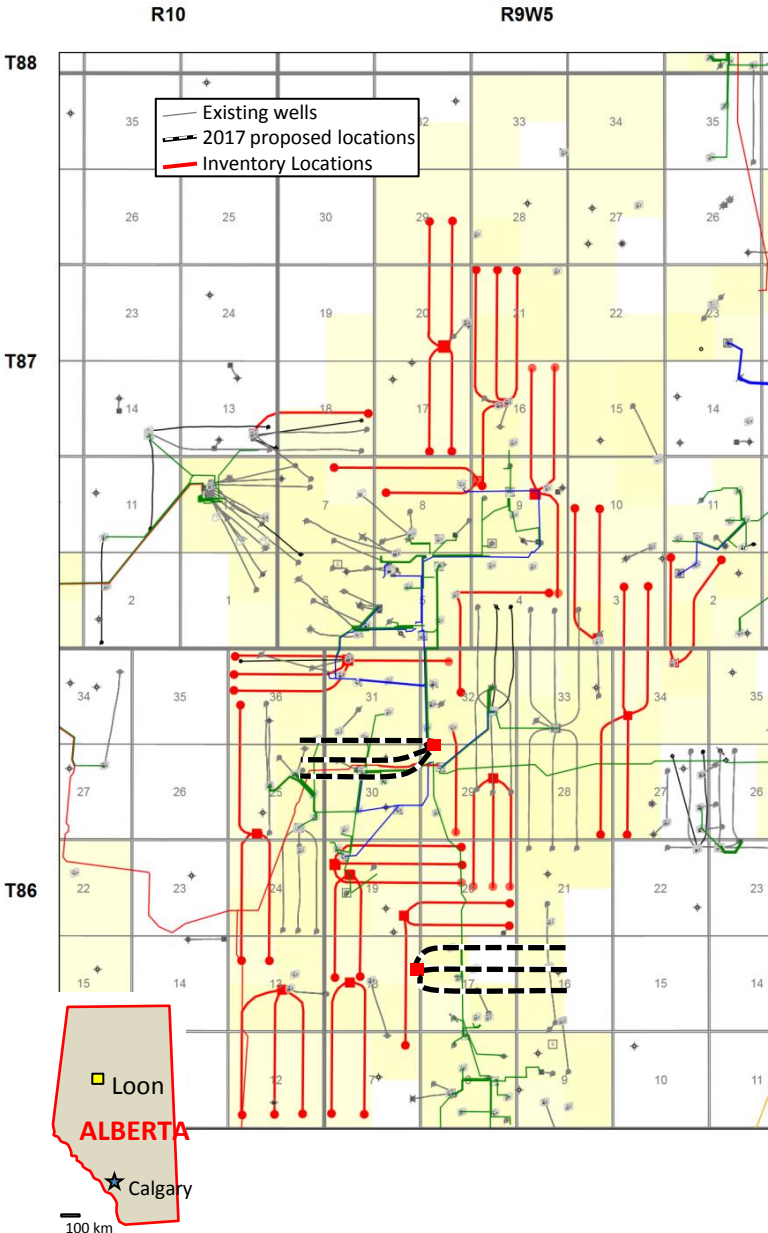 R10 R9W5
T88
35 32 33 34 35
Existing wells
2017 proposed locations
Inventory Locations
26 25 30 29 28 27 26
23 24 19 20 21 22 23
T87
14 13 18 17 16 15 14
11 12 7 8 9 10 11
2 1 6 5 4 3 2
34 35 36 31 32 33 34 35
27 26 25 30 29 28 27 26
T86
22 23 24 19 20 21 22 23
15 14 13 18 17 16 15 14
12 7 8 9 10 11
Loon
ALBERTA
Calgary
100 km